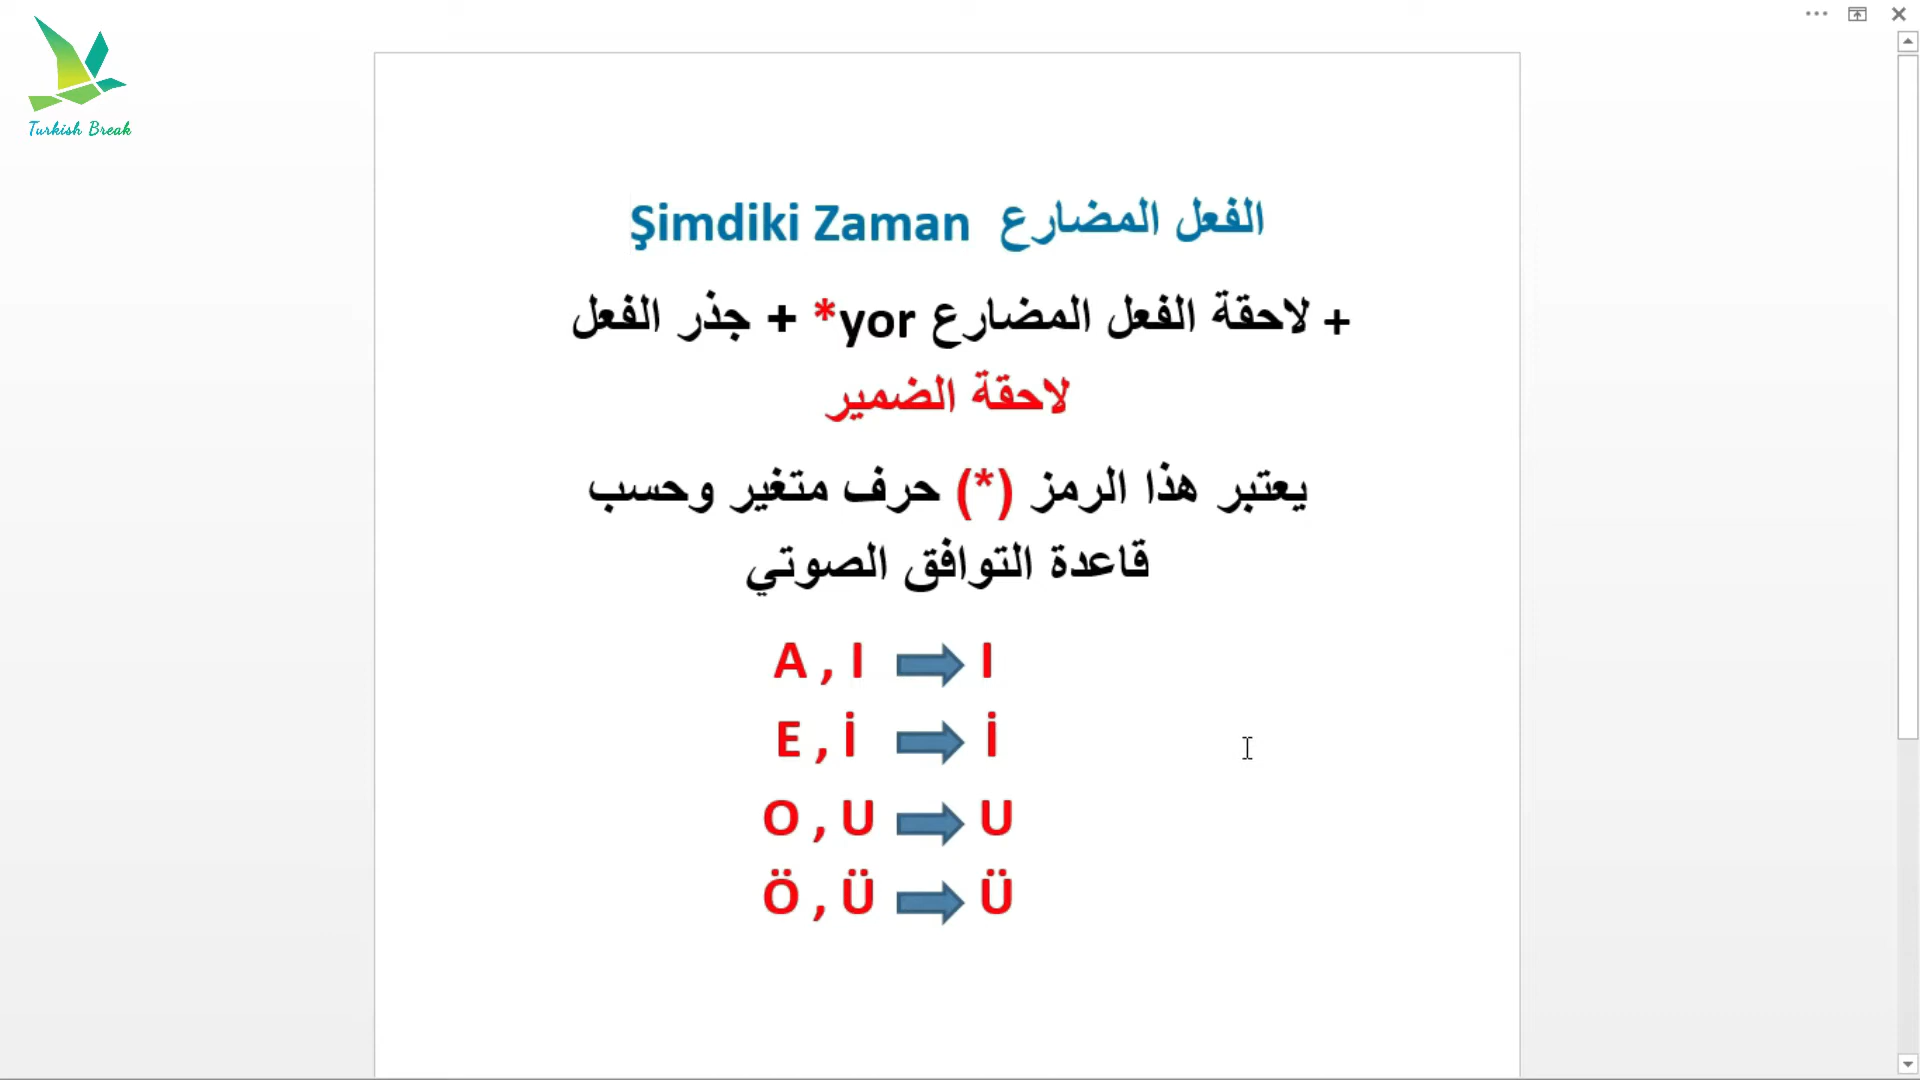 Turkish Break
Şimdiki Zaman الفعل المضارع
جذر الفعل + *yor لاحقة الفعل المضارع +
لاحقة الضمير
يعتبر هذا الرمز (*) حرف متغير وحسب
قاعدة التوافق الصوتي
A , I I
E , İ İ
O , U U
Ö , Ü Ü